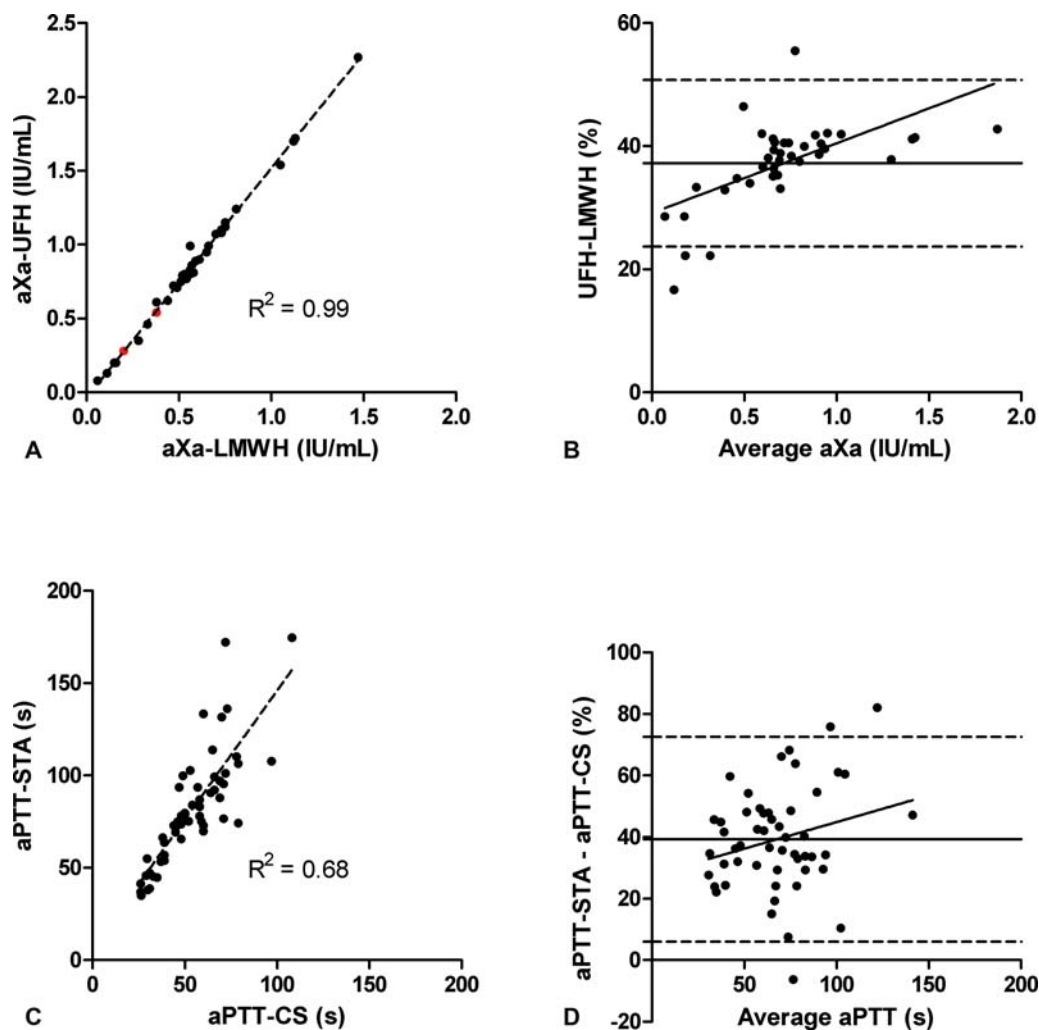 2.5
2.0
1.5
1.0
0.5
0.0
aXa-UFH (IU/mL)
R² = 0.99
0.0 0.5 1.0 1.5 2.0
aXa-LMWH (IU/mL)
A
60
40
20
0
UFH-LMWH (%)
0.0 0.5 1.0 1.5 2.0
Average aXa (IU/mL)
B
200
150
100
50
0
aPTT-STA (s)
R² = 0.68
0 50 100 150 200
aPTT-CS (s)
C
100
80
60
40
20
0
-20
aPTT-STA - aPTT-CS (%)
50 100 150 200
Average aPTT (s)
D